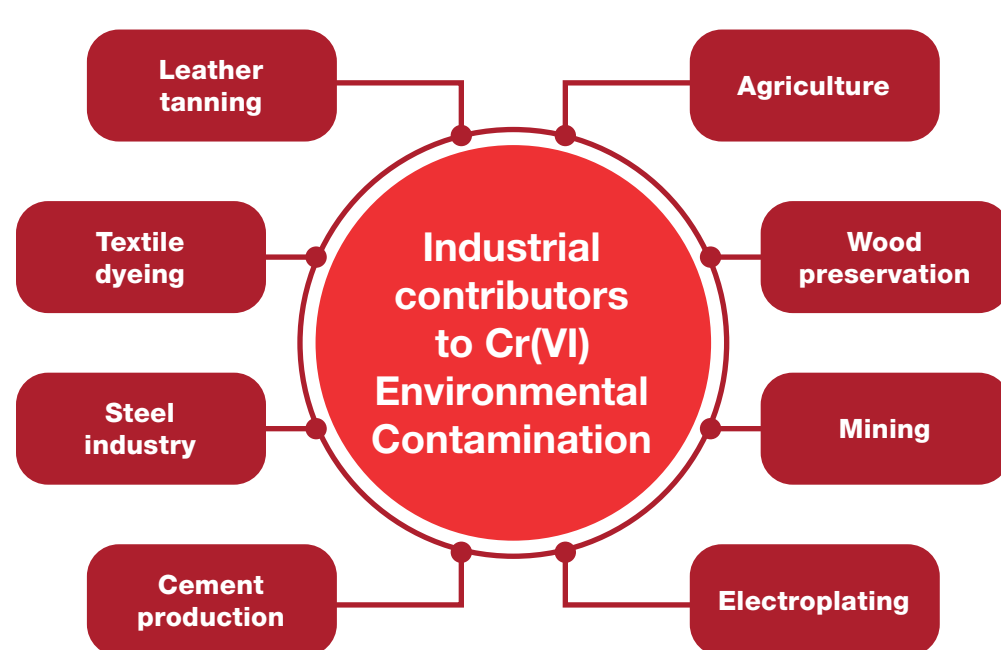 Leather
tanning
Agriculture
Textile
dyeing
Wood
preservation
Industrial
contributors
to Cr(VI)
Environmental
Contamination
Steel
industry
Mining
Cement
production
Electroplating